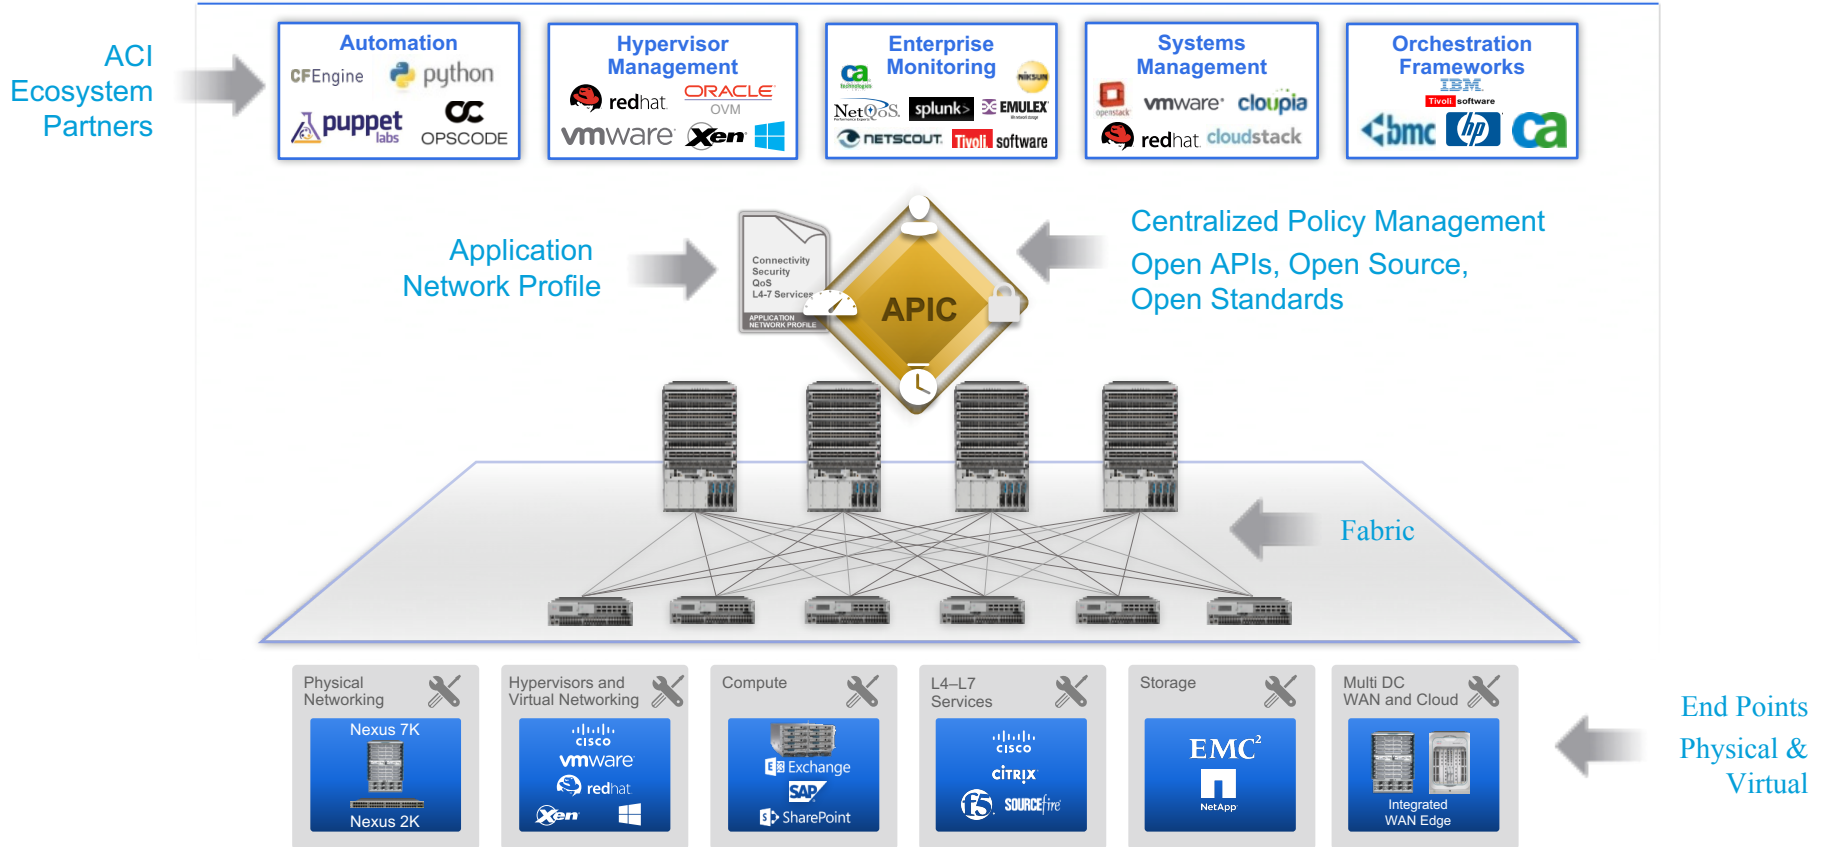 ACI
Ecosystem
Partners
Automation
CFEngine
python
puppet
labs
OPSCODE
Hypervisor
Management
redhat.
ORACLE
OVM
vmware
Xen
Enterprise
Monitoring
ca
technologies
NIKSUN
NetQoS.
splunk>
EMULEX
NETSCOUT.
Tivoli software
Systems
Management
openstack
vmware
cloupia
redhat.
cloudstack
Orchestration
Frameworks
IBM.
Tivoli software
bmc
hp
ca
Application
Network Profile
Connectivity
Security
QoS
L4-7 Services
APPLICATION
NETWORK PROFILE
APIC
Centralized Policy Management
Open APIs, Open Source,
Open Standards
Fabric
Physical
Networking
Nexus 7K
Nexus 2K
Hypervisors and
Virtual Networking
CISCO
vmware
redhat
Xen
Compute
Exchange
SAP
SharePoint
L4–L7
Services
CISCO
CITRIX
f5
SOURCEfire
Storage
EMC²
NetApp
Multi DC
WAN and Cloud
Integrated
WAN Edge
End Points
Physical &
Virtual